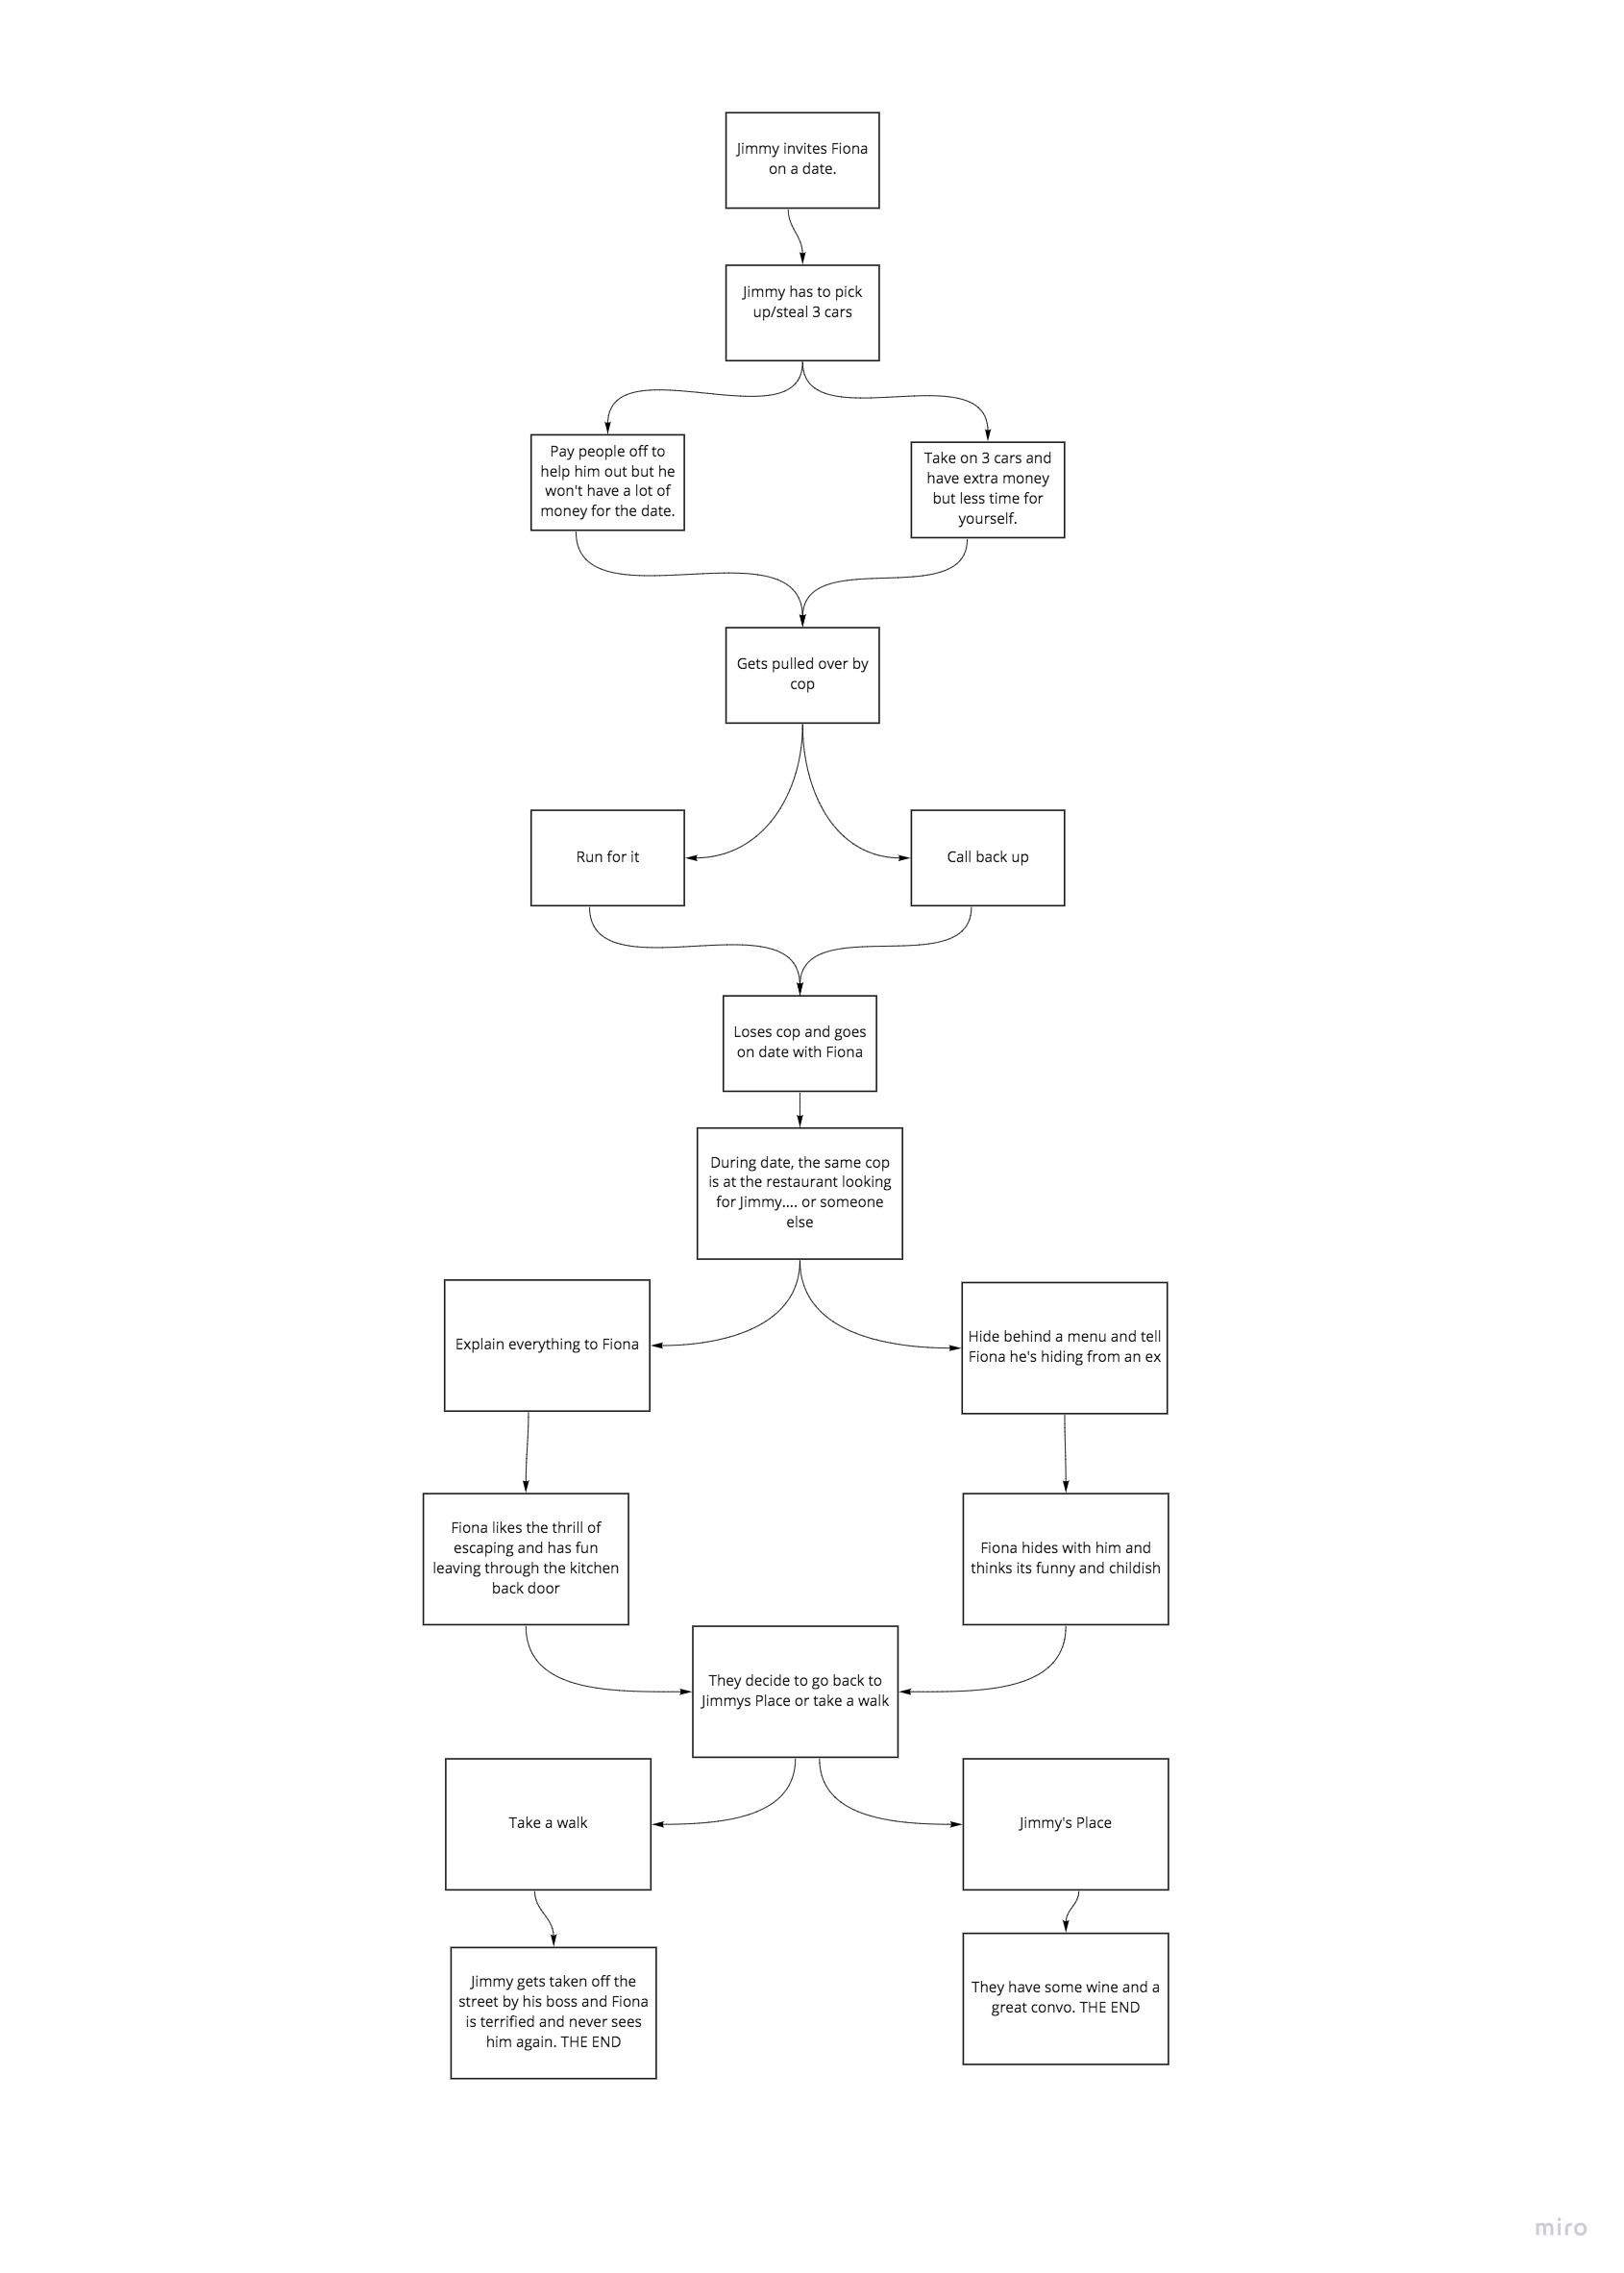 Jimmy invites Fiona
on a date.
Jimmy has to pick
up/steal 3 cars
Pay people off to
help him out but he
won't have a lot of
money for the date.
Take on 3 cars and
have extra money
but less time for
yourself.
Gets pulled over by
cop
Run for it
Call back up
Loses cop and goes
on date with Fiona
During date, the same cop
is at the restaurant looking
for Jimmy.... or someone
else
Explain everything to Fiona
Hide behind a menu and tell
Fiona he's hiding from an ex
Fiona likes the thrill of
escaping and has fun
leaving through the kitchen
back door
Fiona hides with him and
thinks its funny and childish
They decide to go back to
Jimmys Place or take a walk
Take a walk
Jimmy's Place
Jimmy gets taken off the
street by his boss and Fiona
is terrified and never sees
him again. THE END
They have some wine and a
great convo. THE END
miro